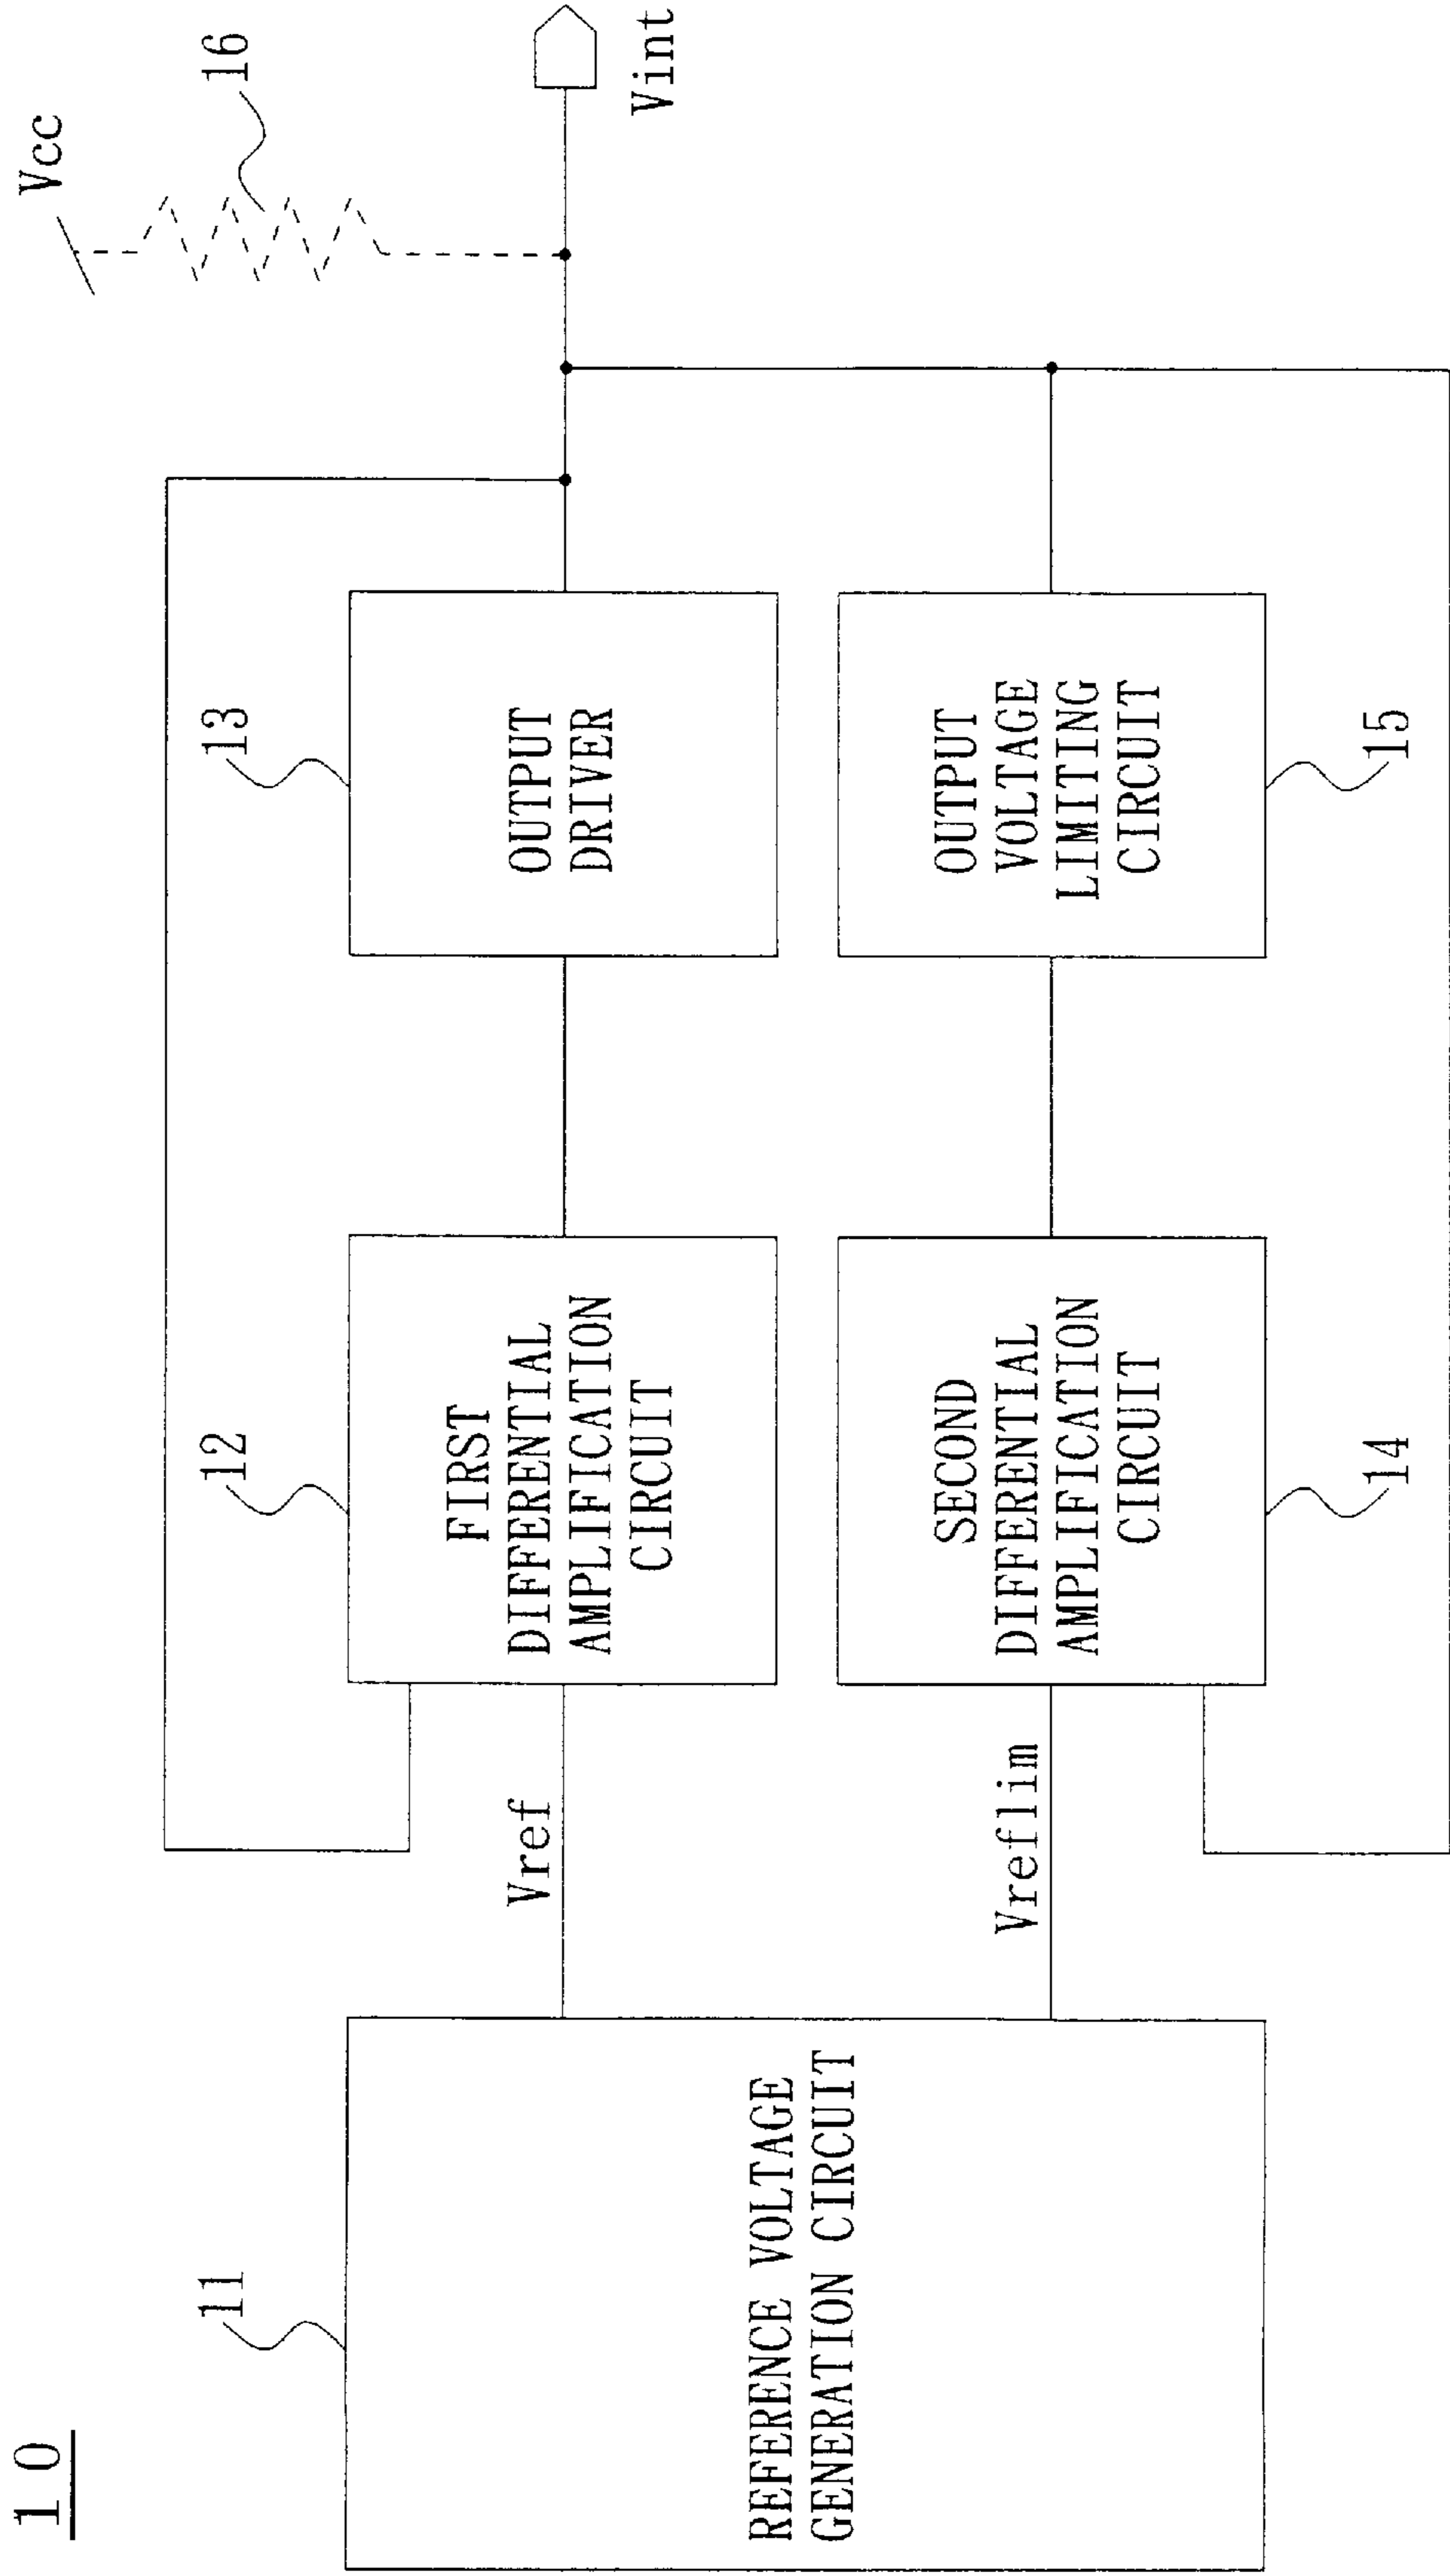 10
11
REFERENCE VOLTAGE
GENERATION CIRCUIT
Vref
Vreflim
12
FIRST
DIFFERENTIAL
AMPLIFICATION
CIRCUIT
SECOND
DIFFERENTIAL
AMPLIFICATION
CIRCUIT
14
13
OUTPUT
DRIVER
OUTPUT
VOLTAGE
LIMITING
CIRCUIT
15
Vcc
16
Vint